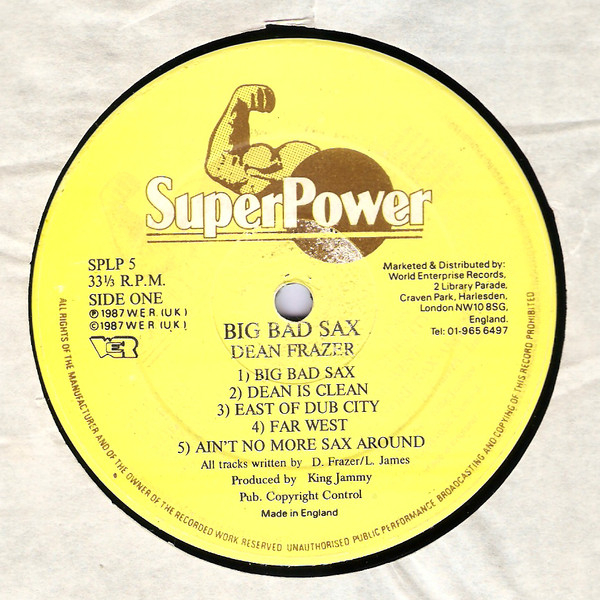 SuperPower
SPLP 5
33⅓ R.P.M.
SIDE ONE
Ⓟ1987 W.E.R. (UK)
©1987 W.E.R. (UK)
WER
Marketed & Distributed by:
World Enterprise Records,
2 Library Parade,
Craven Park, Harlesden,
London NW10 8SG,
England.
Tel: 01-965 6497
BIG BAD SAX
DEAN FRAZER
1) BIG BAD SAX
2) DEAN IS CLEAN
3) EAST OF DUB CITY
4) FAR WEST
5) AIN'T NO MORE SAX AROUND
All tracks written by D. Frazer/L. James
Produced by King Jammy
Pub. Copyright Control
Made in England
ALL RIGHTS OF THE MANUFACTURER AND OF THE OWNER OF THE RECORDED WORK RESERVED UNAUTHORISED PUBLIC PERFORMANCE BROADCASTING AND COPYING OF THIS RECORD PROHIBITED